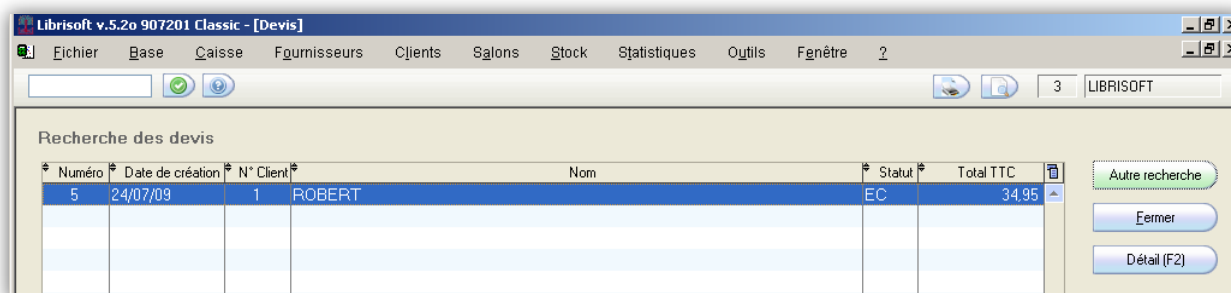 Librisoft v.5.2o 907201 Classic - [Devis]
Fichier Base Caisse Fournisseurs Clients Salons Stock Statistiques Outils Fenêtre ?
3 LIBRISOFT
Recherche des devis
Numéro Date de création N° Client Nom Statut Total TTC
5 24/07/09 1 ROBERT EC 34,95
Autre recherche
Fermer
Détail (F2)